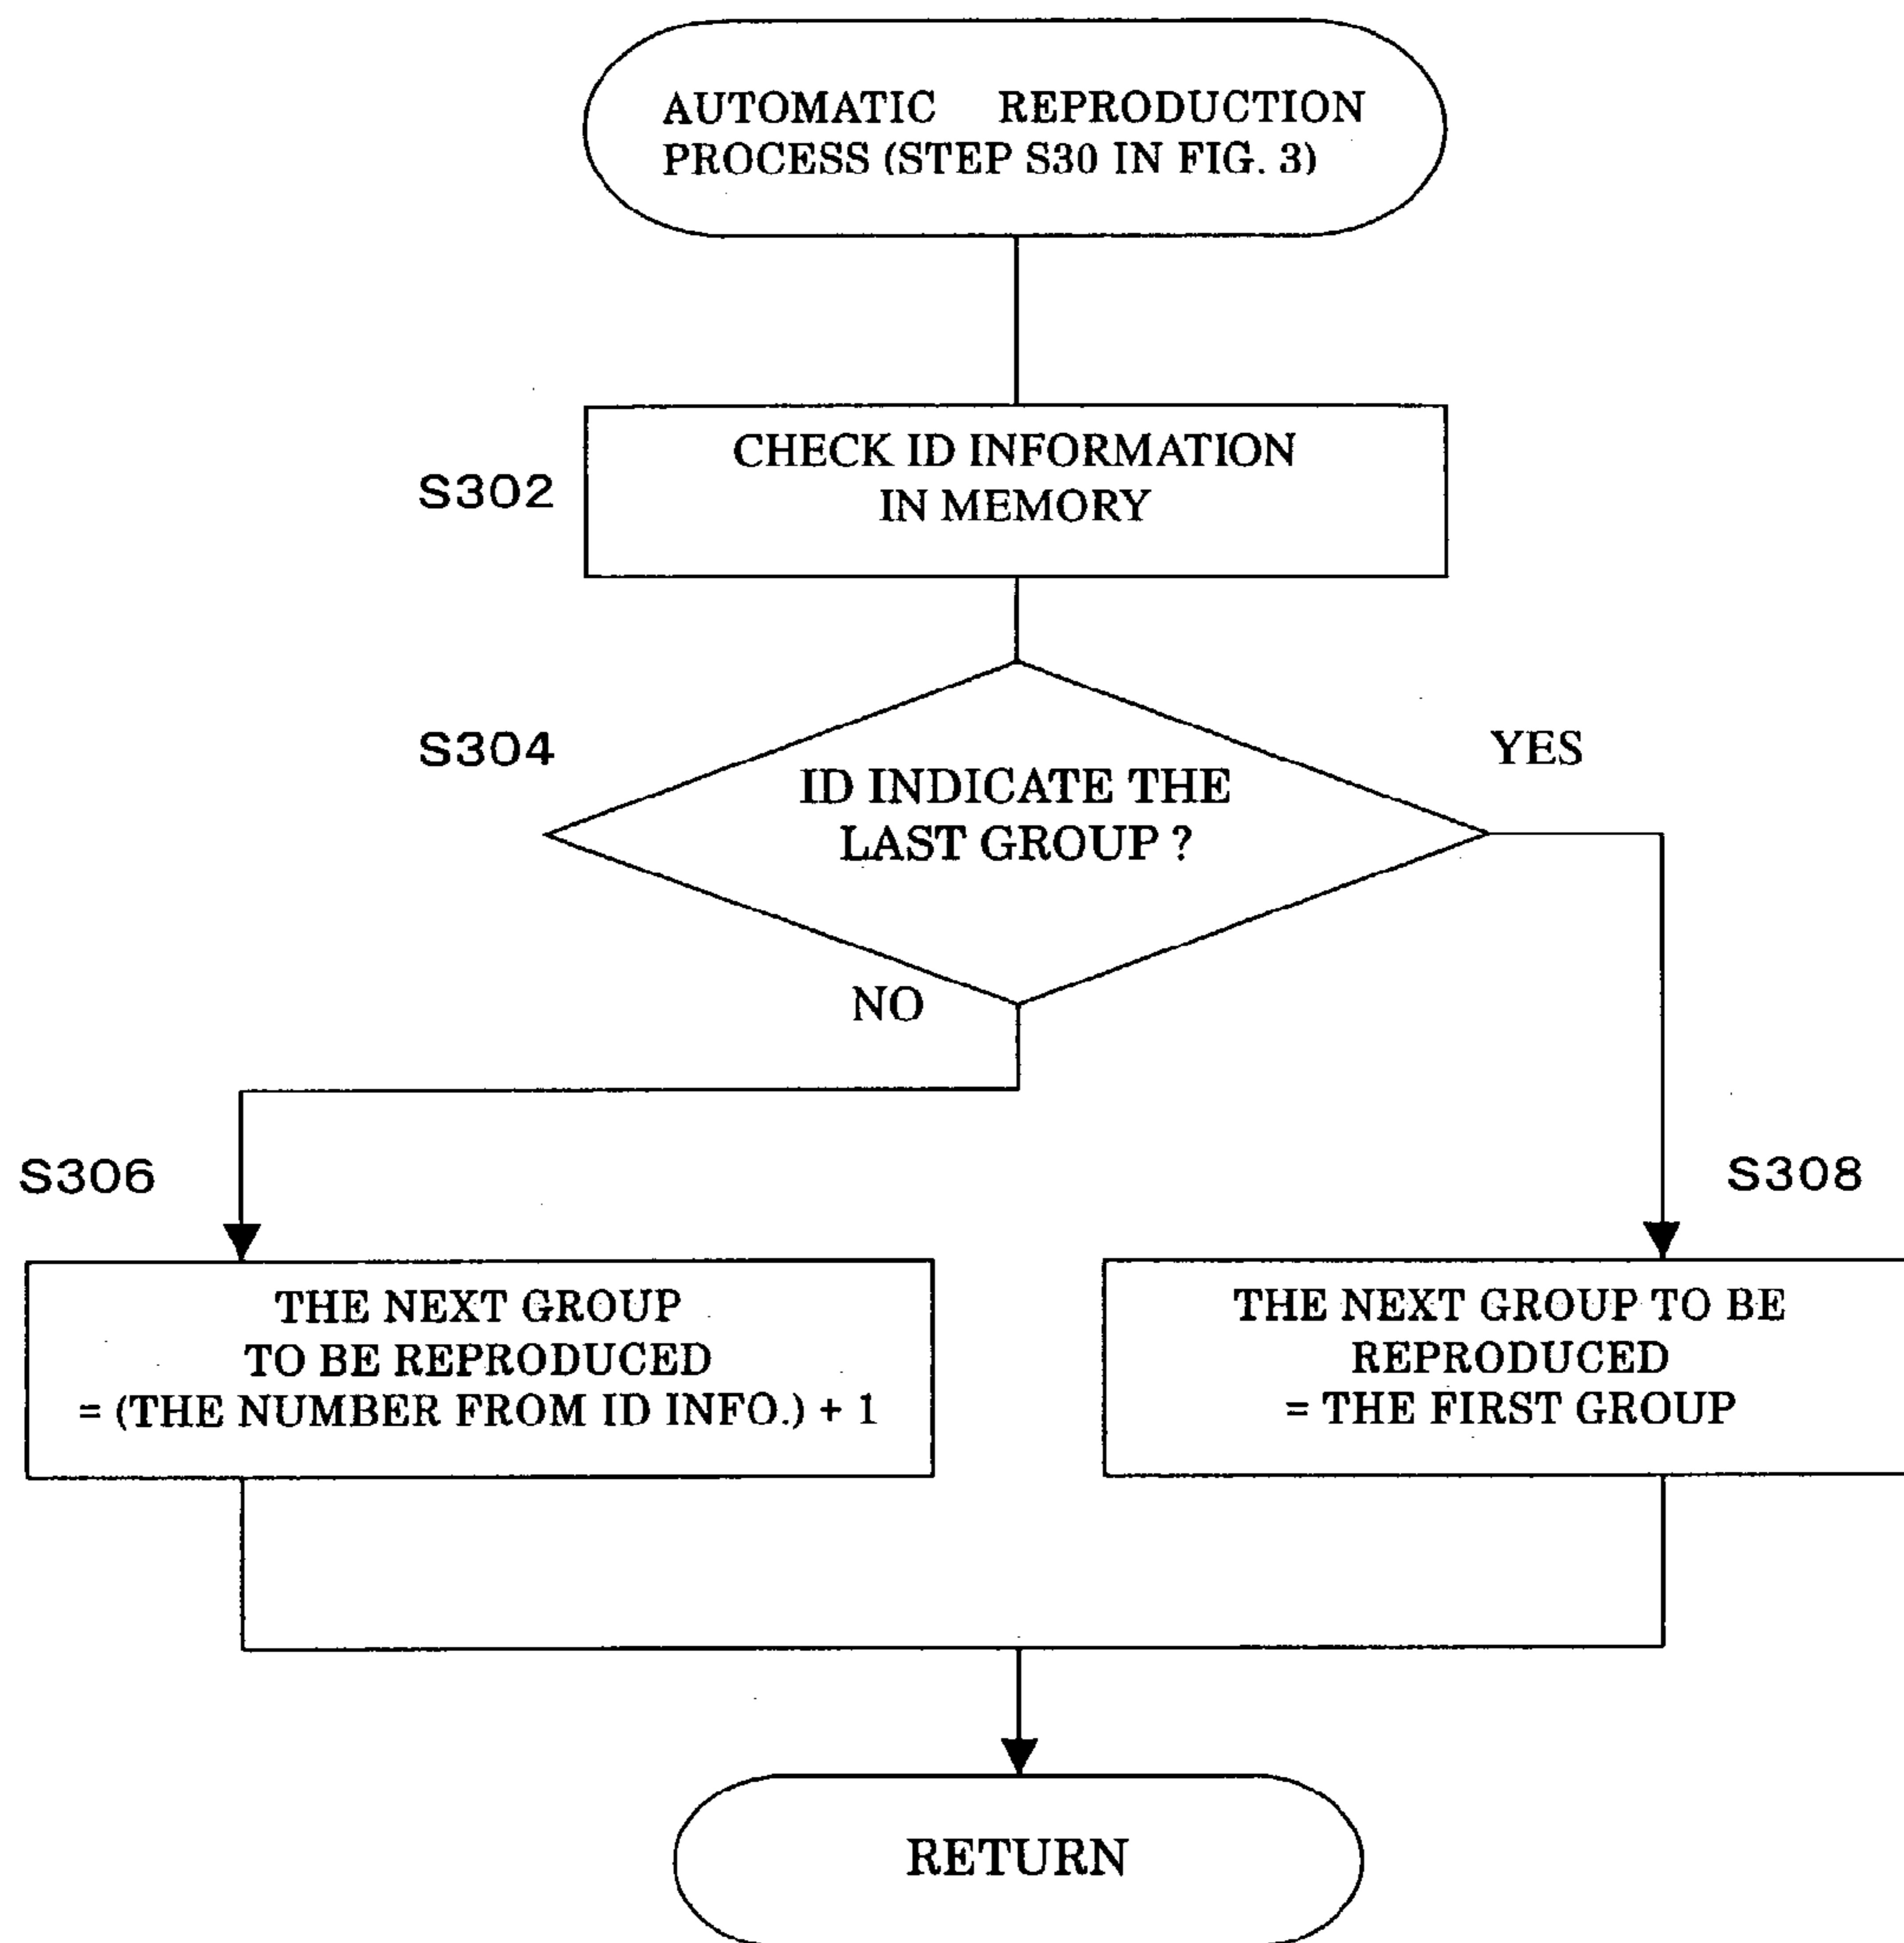 AUTOMATIC REPRODUCTION
PROCESS (STEP S30 IN FIG. 3)
S302
CHECK ID INFORMATION
IN MEMORY
S304
ID INDICATE THE
LAST GROUP ?
YES
NO
S306
THE NEXT GROUP
TO BE REPRODUCED
= (THE NUMBER FROM ID INFO.) + 1
S308
THE NEXT GROUP TO BE
REPRODUCED
= THE FIRST GROUP
RETURN